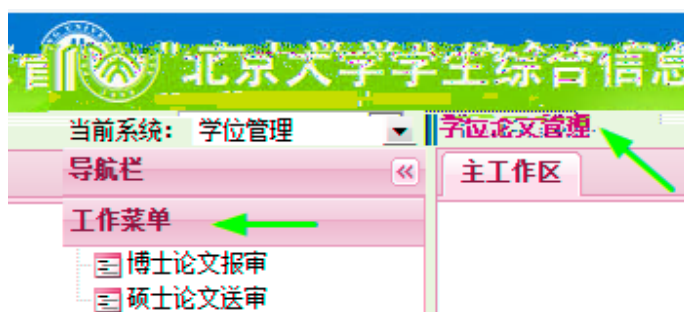 北京大学学生综合信息
当前系统: 学位管理
学位论文管理
导航栏
主工作区
工作菜单
博士论文报审
硕士论文送审